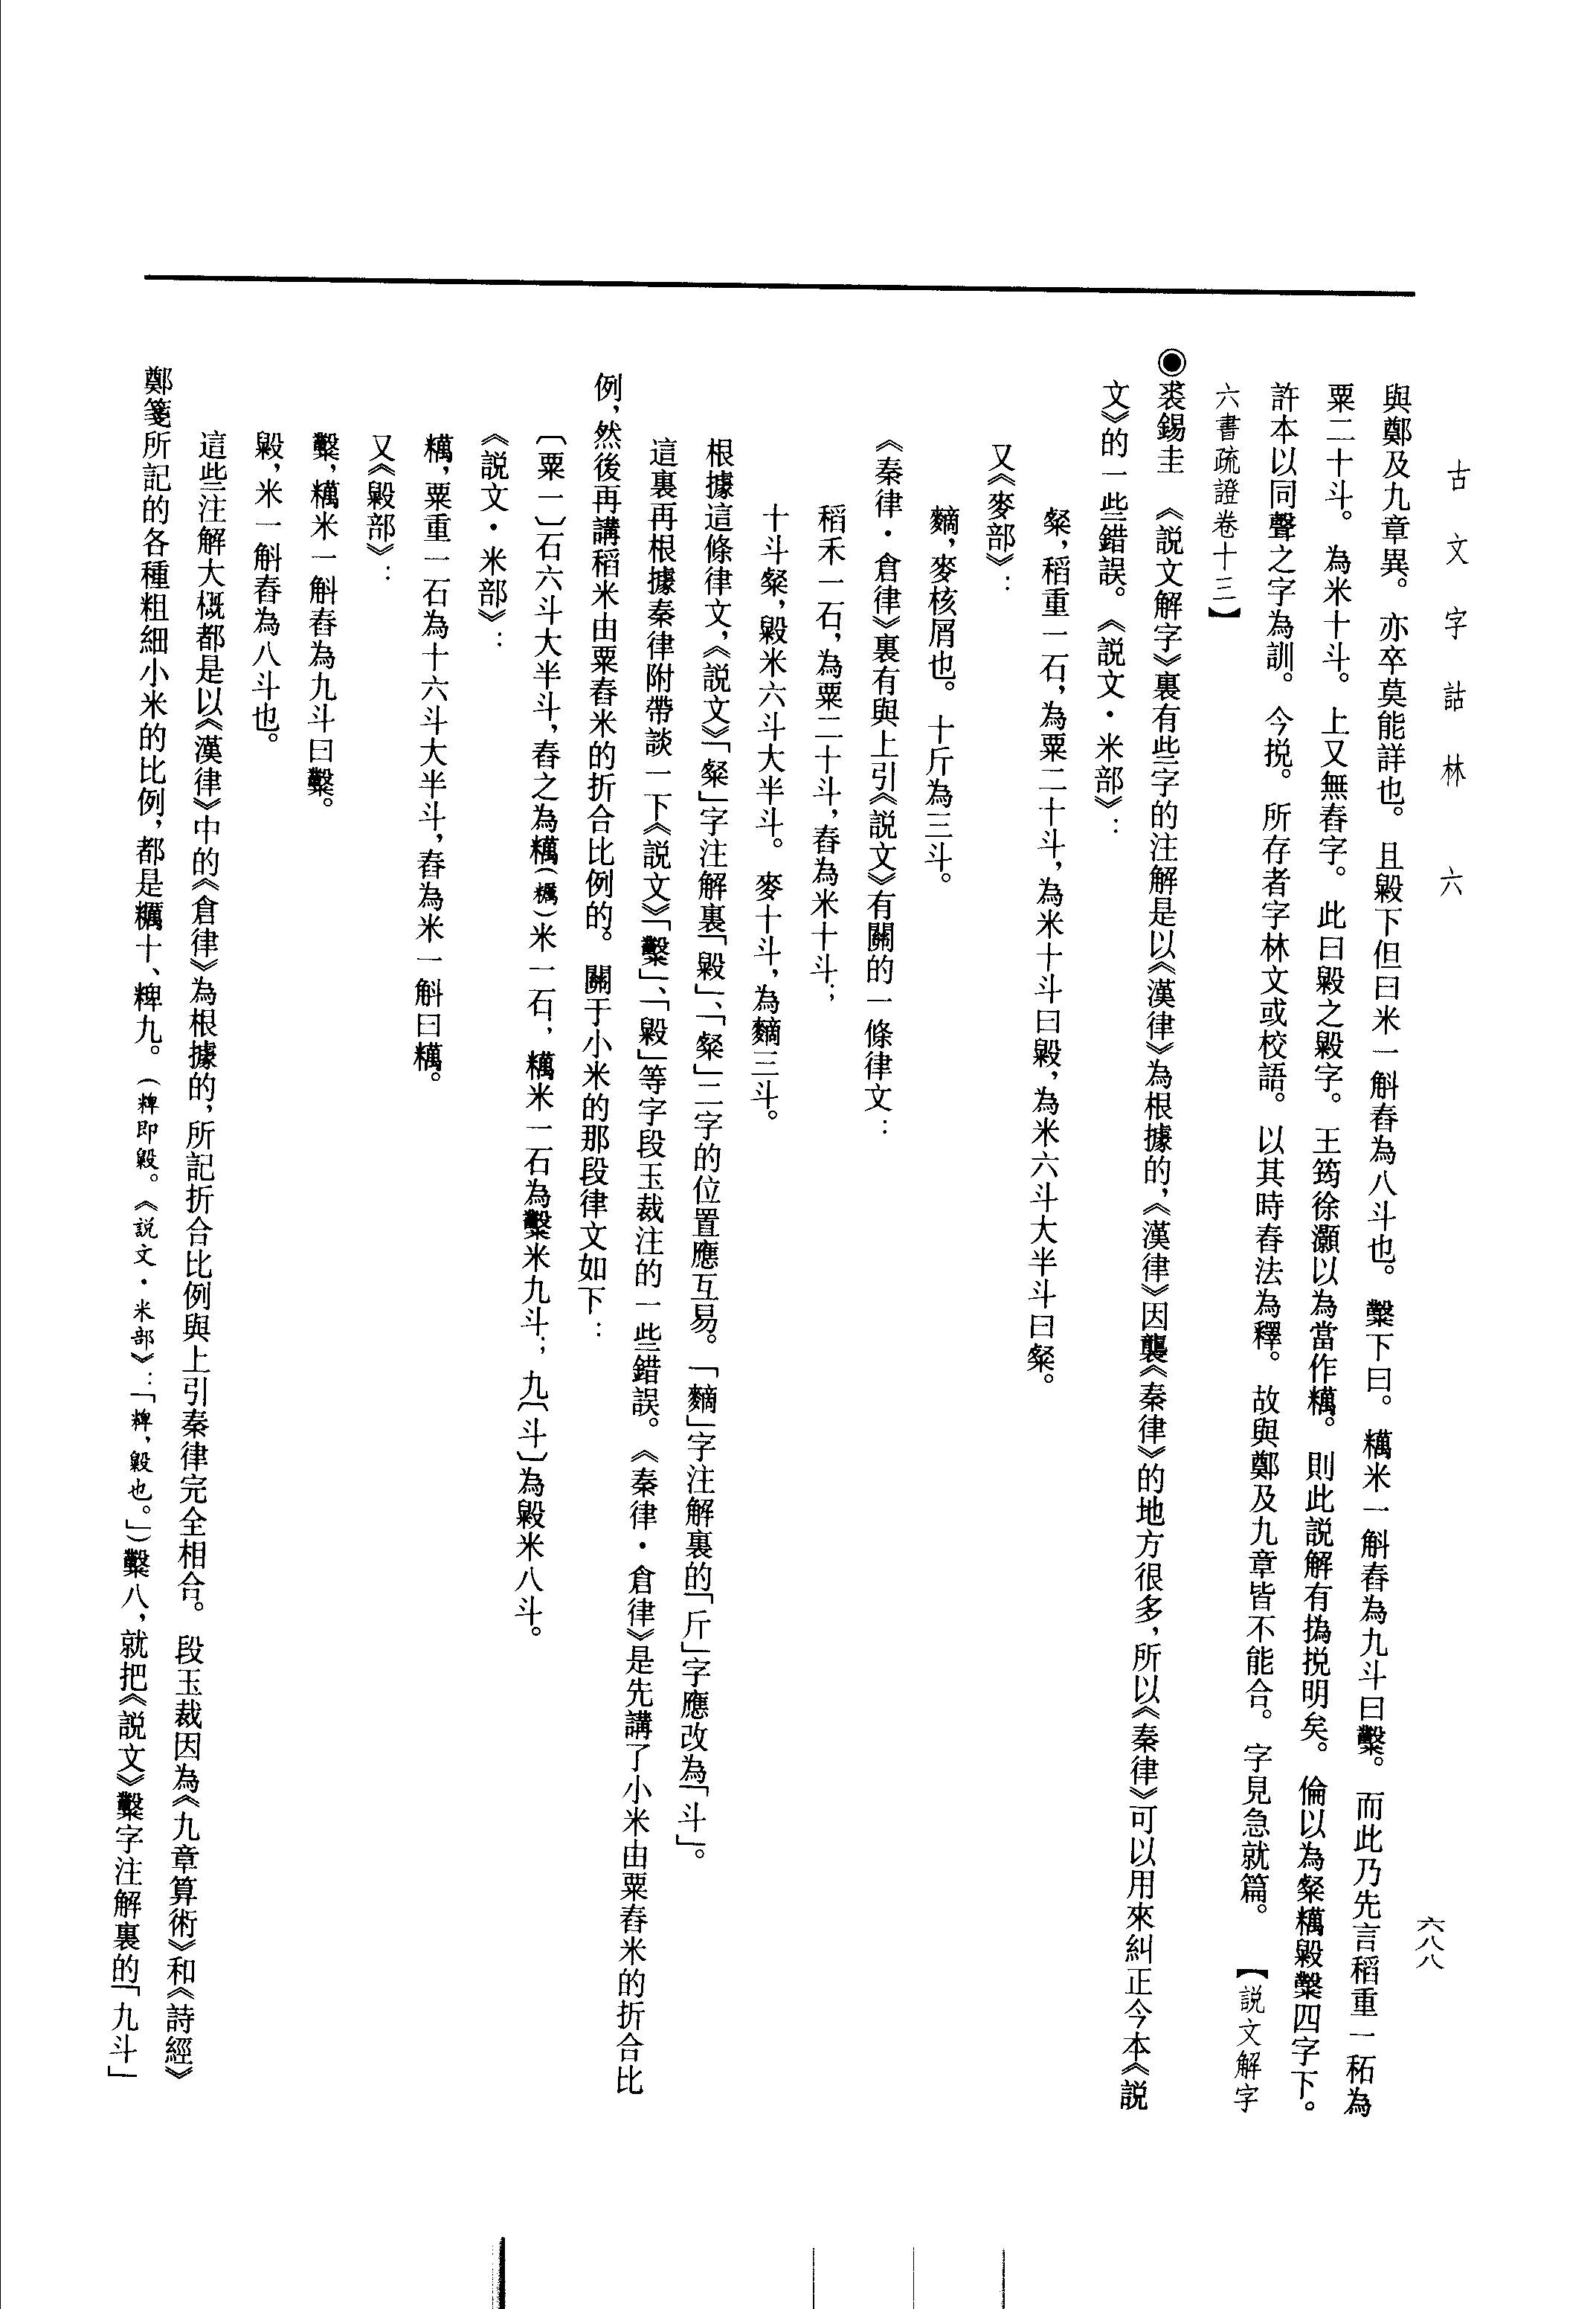 古文字詁林　六
六八八
與鄭及九章異。亦卒莫能詳也。且毇下但曰米一斛舂為八斗也。糳下曰。糲米一斛舂為九斗曰糳。而此乃先言稻重一䄷為
粟二十斗。為米十斗。上又無舂字。此曰毇之毇字。王筠徐灝以為當作糲。則此説解有捝捝明矣。倫以為粲糲毇糳四字下。
許本以同聲之字為訓。今捝。所存者字林文或校語。以其時舂法為釋。故與鄭及九章皆不能合。字見急就篇。【説文解字
六書疏證卷十三】
◉裘錫圭　《説文解字》裏有些字的注解是以《漢律》為根據的，《漢律》因襲《秦律》的地方很多，所以《秦律》可以用來糾正今本《説
文》的一些錯誤。《説文·米部》：
粲，稻重一石，為粟二十斗，為米十斗曰毇，為米六斗大半斗曰粲。
又《麥部》：
䴷，麥核屑也。十斤為三斗。
《秦律·倉律》裏有與上引《説文》有關的一條律文：
稻禾一石，為粟二十斗，舂為米十斗；
十斗粲，毇米六斗大半斗。麥十斗，為䴷三斗。
根據這條律文，《説文》「粲」字注解裏「毇」、「粲」二字的位置應互易。「䴷」字注解裏的「斤」字應改為「斗」。
這裏再根據秦律附帶談一下《説文》「糳」、「毇」等字段玉裁注的一些錯誤。《秦律·倉律》是先講了小米由粟舂米的折合比
例，然後再講稻米由粟舂米的折合比例的。關于小米的那段律文如下：
〔粟一〕石六斗大半斗，舂之為糲（糲）米一石，糲米一石為糳米九斗；九〔斗〕為毇米八斗。
《説文·米部》：
糲，粟重一石為十六斗大半斗，舂為米一斛曰糲。
又《毇部》：
糳，糲米一斛舂為九斗曰糳。
毇，米一斛舂為八斗也。
這些注解大概都是以《漢律》中的《倉律》為根據的，所記折合比例與上引秦律完全相合。段玉裁因為《九章算術》和《詩經》
鄭箋所記的各種粗細小米的比例，都是糲十、粺九。（粺即毇。《説文·米部》：「粺，毇也。」）糳八，就把《説文》糳字注解裏的「九斗」